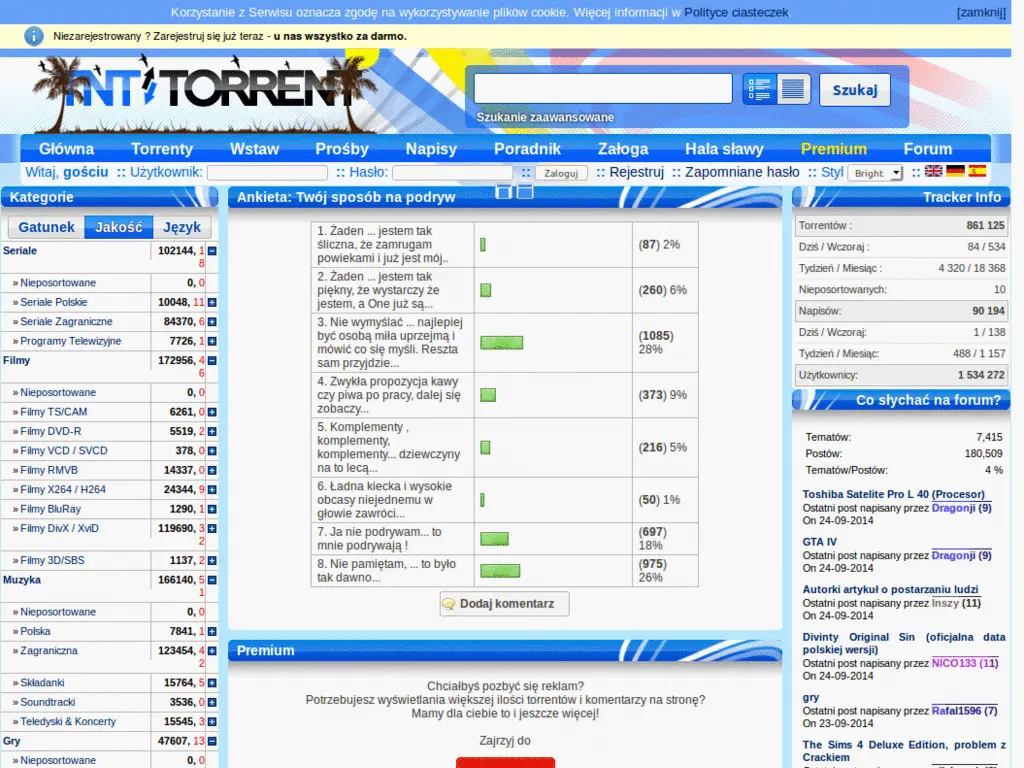 Korzystanie z Serwisu oznacza zgodę na wykorzystywanie plików cookie. Więcej informacji w Polityce ciasteczek. [zamknij]
Niezarejestrowany ? Zarejestruj się już teraz - u nas wszystko za darmo.
TORRENT
Szukaj
Szukanie zaawansowane
Główna Torrenty Wstaw Prośby Napisy Poradnik Załoga Hala sławy Premium Forum
Witaj, gościu :: Użytkownik: :: Hasło: :: Zaloguj :: Rejestruj :: Zapomniane hasło :: Styl Bright ::
Kategorie
Gatunek Jakość Język
Seriale 102144, 18
» Nieposortowane 0, 0
» Seriale Polskie 10048, 11
» Seriale Zagraniczne 84370, 6
» Programy Telewizyjne 7726, 1
Filmy 172956, 46
» Nieposortowane 0, 0
» Filmy TS/CAM 6261, 0
» Filmy DVD-R 5519, 2
» Filmy VCD / SVCD 378, 0
» Filmy RMVB 14337, 0
» Filmy X264 / H264 24344, 9
» Filmy BluRay 1290, 1
» Filmy DivX / XviD 119690, 32
» Filmy 3D/SBS 1137, 2
Muzyka 166140, 51
» Nieposortowane 0, 0
» Polska 7841, 1
» Zagraniczna 123454, 42
» Składanki 15764, 5
» Soundtracki 3536, 0
» Teledyski & Koncerty 15545, 3
Gry 47607, 13
» Nieposortowane 0, 0
Ankieta: Twój sposób na podryw
1. Żaden ... jestem tak
śliczna, że zamrugam
powiekami i już jest mój..
(87) 2%
2. Żaden ... jestem tak
piękny, że wystarczy że
jestem, a One już są...
(260) 6%
3. Nie wymyślać ... najlepiej
być osobą miła uprzejmą i
mówić co się myśli. Reszta
sam przyjdzie...
(1085)
28%
4. Zwykła propozycja kawy
czy piwa po pracy, dalej się
zobaczy...
(373) 9%
5. Komplementy ,
komplementy,
komplementy... dziewczyny
na to lecą...
(216) 5%
6. Ładna kiecka i wysokie
obcasy niejednemu w
głowie zawróci...
(50) 1%
7. Ja nie podrywam... to
mnie podrywają !
(697)
18%
8. Nie pamiętam, ... to było
tak dawno...
(975)
26%
Dodaj komentarz
Premium
Chciałbyś pozbyć się reklam?
Potrzebujesz wyświetlania większej ilości torrentów i komentarzy na stronę?
Mamy dla ciebie to i jeszcze więcej!
Zajrzyj do
Tracker Info
Torrentów : 861 125
Dziś / Wczoraj : 84 / 534
Tydzień / Miesiąc : 4 320 / 18 368
Nieposortowanych: 10
Napisów: 90 194
Dziś / Wczoraj: 1 / 138
Tydzień / Miesiąc: 488 / 1 157
Użytkownicy: 1 534 272
Co słychać na forum?
Tematów: 7,415
Postów: 180,509
Tematów/Postów: 4 %
Toshiba Satelite Pro L 40 (Procesor)
Ostatni post napisany przez Dragonji (9)
On 24-09-2014
GTA IV
Ostatni post napisany przez Dragonji (9)
On 24-09-2014
Autorki artykuł o postarzaniu ludzi
Ostatni post napisany przez Inszy (11)
On 24-09-2014
Divinty Original Sin (oficjalna data
polskiej wersji)
Ostatni post napisany przez NICO133 (11)
On 24-09-2014
gry
Ostatni post napisany przez Rafal1596 (7)
On 23-09-2014
The Sims 4 Deluxe Edition, problem z
Crackiem